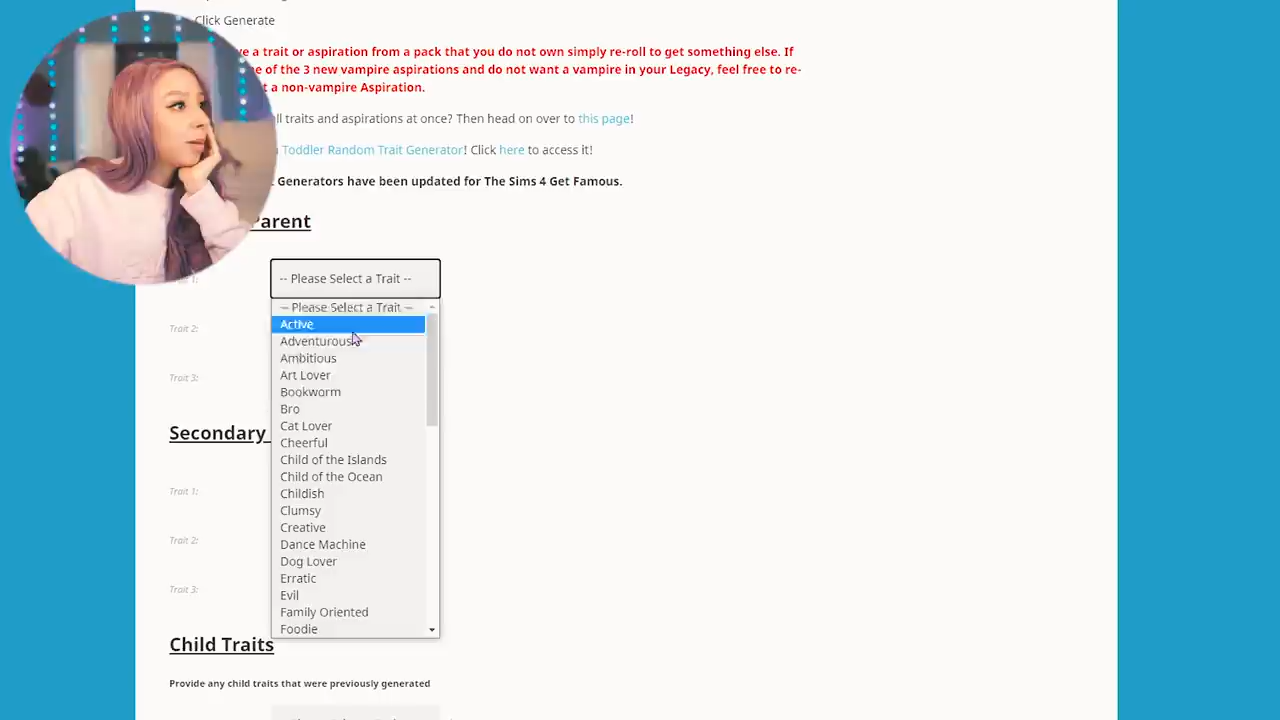 Click Generate
e a trait or aspiration from a pack that you do not own simply re-roll to get something else. If
e of the 3 new vampire aspirations and do not want a vampire in your Legacy, feel free to re-
t a non-vampire Aspiration.
ll traits and aspirations at once? Then head on over to this page!
Toddler Random Trait Generator! Click here to access it!
Generators have been updated for The Sims 4 Get Famous.
Parent
-- Please Select a Trait --
-- Please Select a Trait --
Active
Trait 2:
Adventurous
Ambitious
Trait 3:
Art Lover
Bookworm
Bro
Cat Lover
Secondary
Cheerful
Child of the Islands
Child of the Ocean
Trait 1:
Childish
Clumsy
Creative
Trait 2:
Dance Machine
Dog Lover
Erratic
Trait 3:
Evil
Family Oriented
Foodie
Child Traits
Provide any child traits that were previously generated